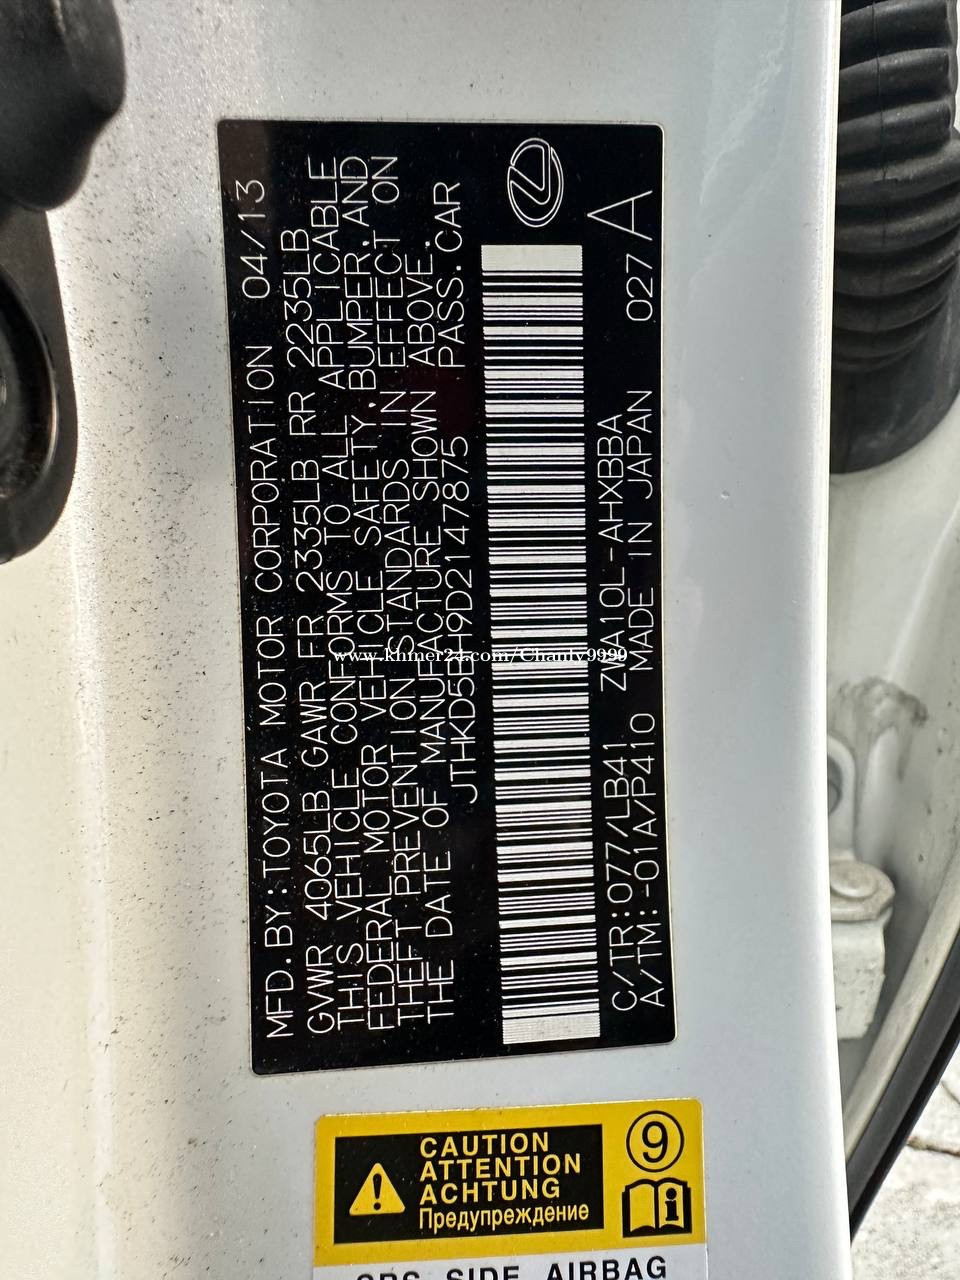 MFD.BY:TOYOTA MOTOR CORPORATION 04/13
GVWR 4065LB GAWR FR 2335LB RR 2235LB
THIS VEHICLE CONFORMS TO ALL APPLICABLE
FEDERAL MOTOR VEHICLE SAFETY, BUMPER, AND
THEFT PREVENTION STANDARDS IN EFFECT ON
THE DATE OF MANUFACTURE SHOWN ABOVE.
JTHKD5BH9D2147875 PASS.CAR
C/TR:077/LB41 ZWA10L-AHXBBA 027 A
A/TM:-01A/P410 MADE IN JAPAN
www.khmer24.com/Chanty9999
CAUTION
ATTENTION
ACHTUNG
Предупреждение
9
i
SRS SIDE AIRBAG